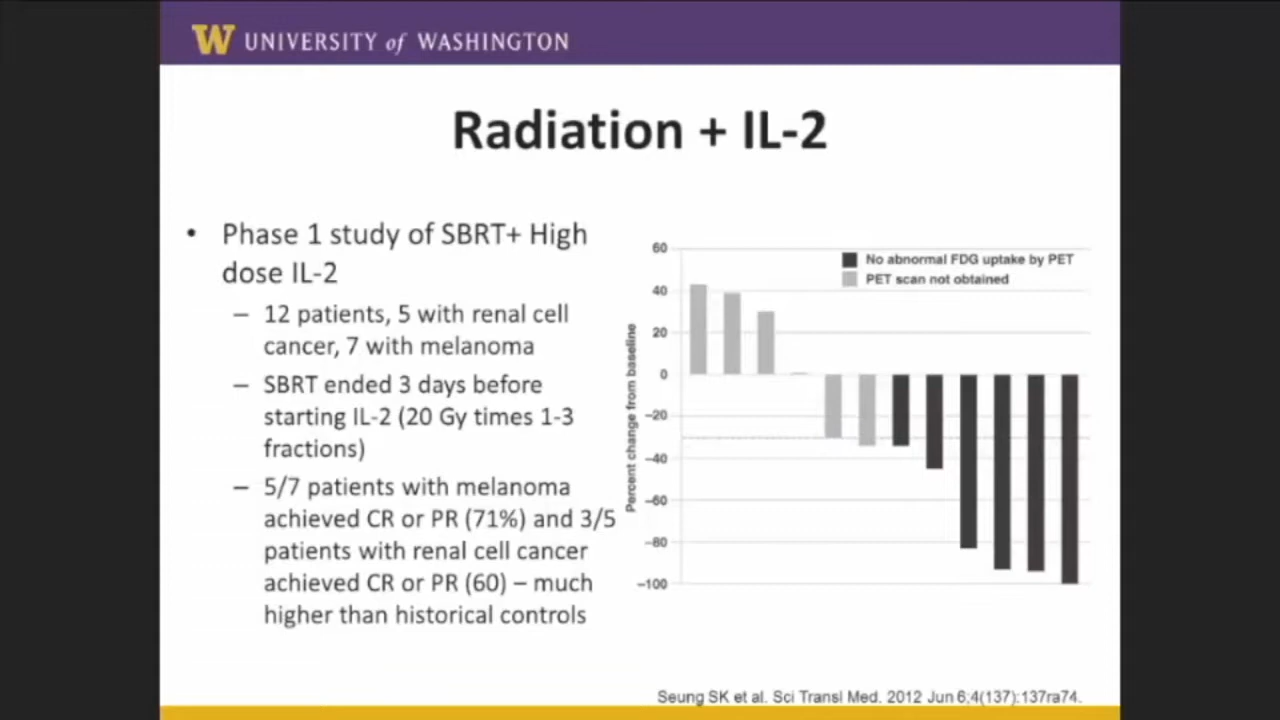 W UNIVERSITY of WASHINGTON
Radiation + IL-2
• Phase 1 study of SBRT+ High
dose IL-2
– 12 patients, 5 with renal cell
cancer, 7 with melanoma
– SBRT ended 3 days before
starting IL-2 (20 Gy times 1-3
fractions)
– 5/7 patients with melanoma
achieved CR or PR (71%) and 3/5
patients with renal cell cancer
achieved CR or PR (60) – much
higher than historical controls
Percent change from baseline
60
40
20
0
−20
−40
−60
−80
−100
No abnormal FDG uptake by PET
PET scan not obtained
Seung SK et al. Sci Transl Med. 2012 Jun 6;4(137):137ra74.